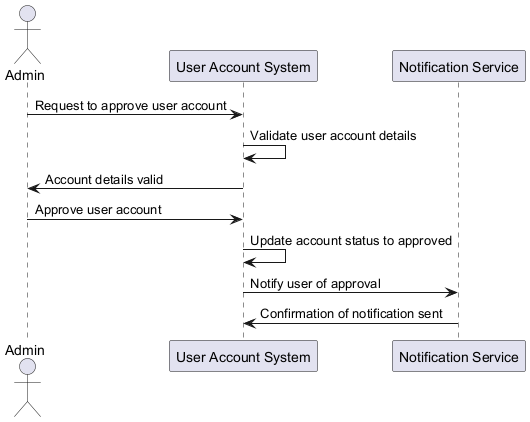 Admin
User Account System
Notification Service
Request to approve user account
Validate user account details
Account details valid
Approve user account
Update account status to approved
Notify user of approval
Confirmation of notification sent
Admin
User Account System
Notification Service